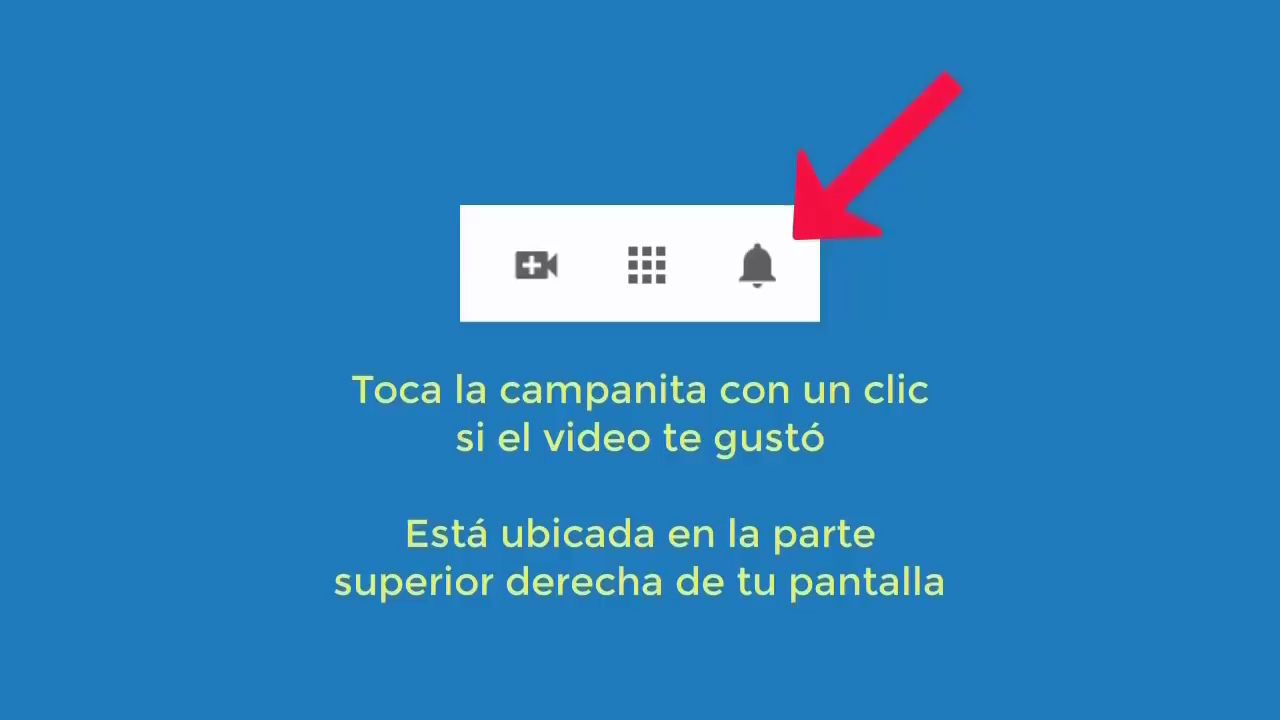 Toca la campanita con un clic
si el video te gustó
Está ubicada en la parte
superior derecha de tu pantalla